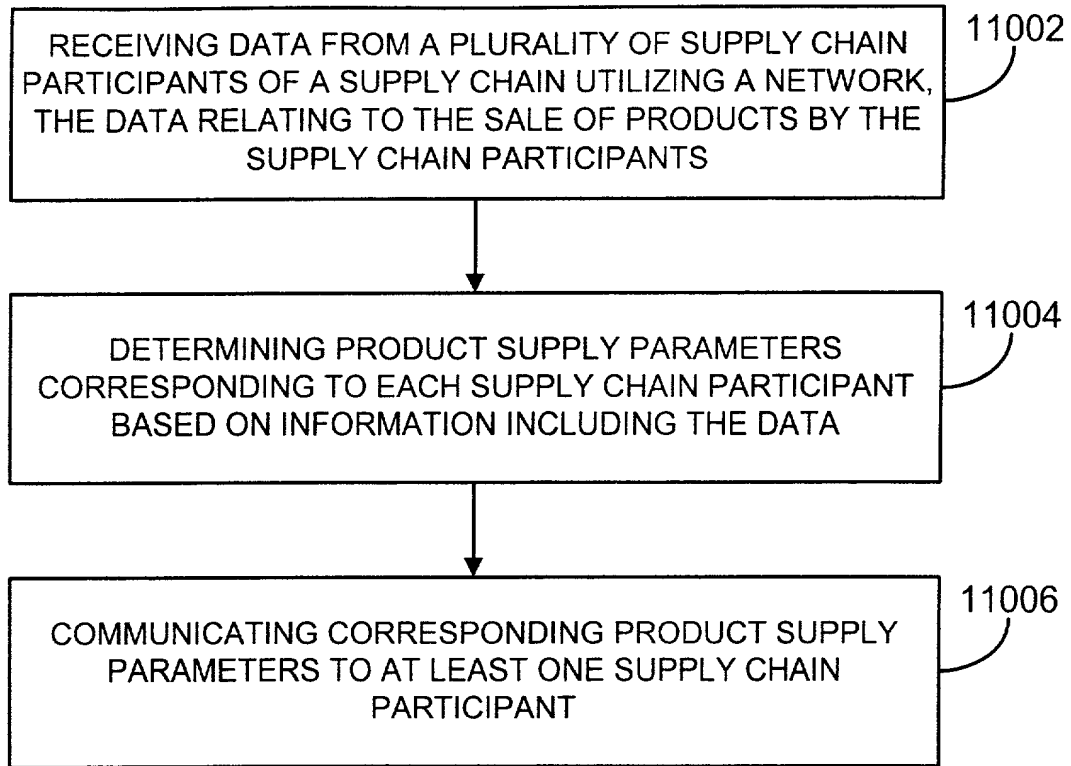 RECEIVING DATA FROM A PLURALITY OF SUPPLY CHAIN
PARTICIPANTS OF A SUPPLY CHAIN UTILIZING A NETWORK,
THE DATA RELATING TO THE SALE OF PRODUCTS BY THE
SUPPLY CHAIN PARTICIPANTS
11002
DETERMINING PRODUCT SUPPLY PARAMETERS
CORRESPONDING TO EACH SUPPLY CHAIN PARTICIPANT
BASED ON INFORMATION INCLUDING THE DATA
11004
COMMUNICATING CORRESPONDING PRODUCT SUPPLY
PARAMETERS TO AT LEAST ONE SUPPLY CHAIN
PARTICIPANT
11006